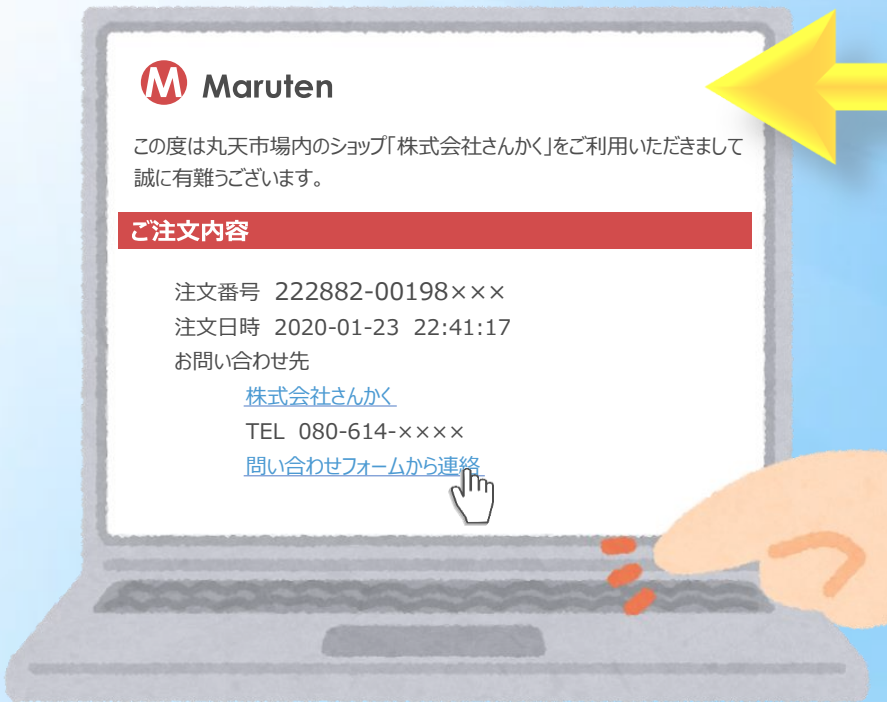 M Maruten
この度は丸天市場内のショップ「株式会社さんかく」をご利用いただきまして
誠に有難うございます。
ご注文内容
注文番号 222882-00198×××
注文日時 2020-01-23 22:41:17
お問い合わせ先
株式会社さんかく
TEL 080-614-××××
問い合わせフォームから連絡